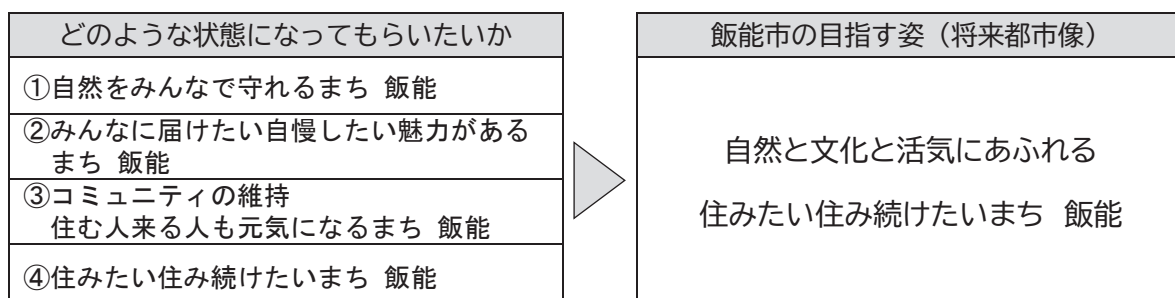 どのような状態になってもらいたいか
①自然をみんなで守れるまち 飯能
②みんなに届けたい自慢したい魅力がある
まち 飯能
③コミュニティの維持
住む人来る人も元気になるまち 飯能
④住みたい住み続けたいまち 飯能
飯能市の目指す姿（将来都市像）
自然と文化と活気にあふれる
住みたい住み続けたいまち 飯能